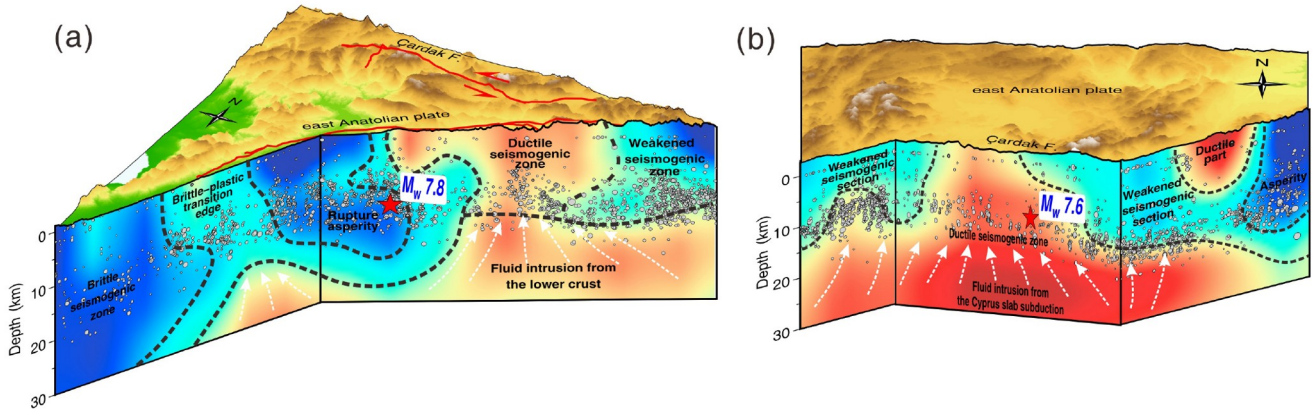 (a)
Çardak F.
N
east Anatolian plate
Brittle-plastic
transition
edge
Mw 7.8
Rupture
asperity
Ductile
seismogenic
zone
Weakened
seismogenic
zone
Brittle
seismogenic
zone
Fluid intrusion from
the lower crust
Depth (km)
0
10
20
30
(b)
N
east Anatolian plate
Çardak F.
Weakened
seismogenic
section
Mw 7.6
Ductile seismogenic zone
Fluid intrusion from
the Cyprus slab subduction
Weakened
seismogenic
section
Ductile
part
Asperity
Depth (km)
0
10
20
30